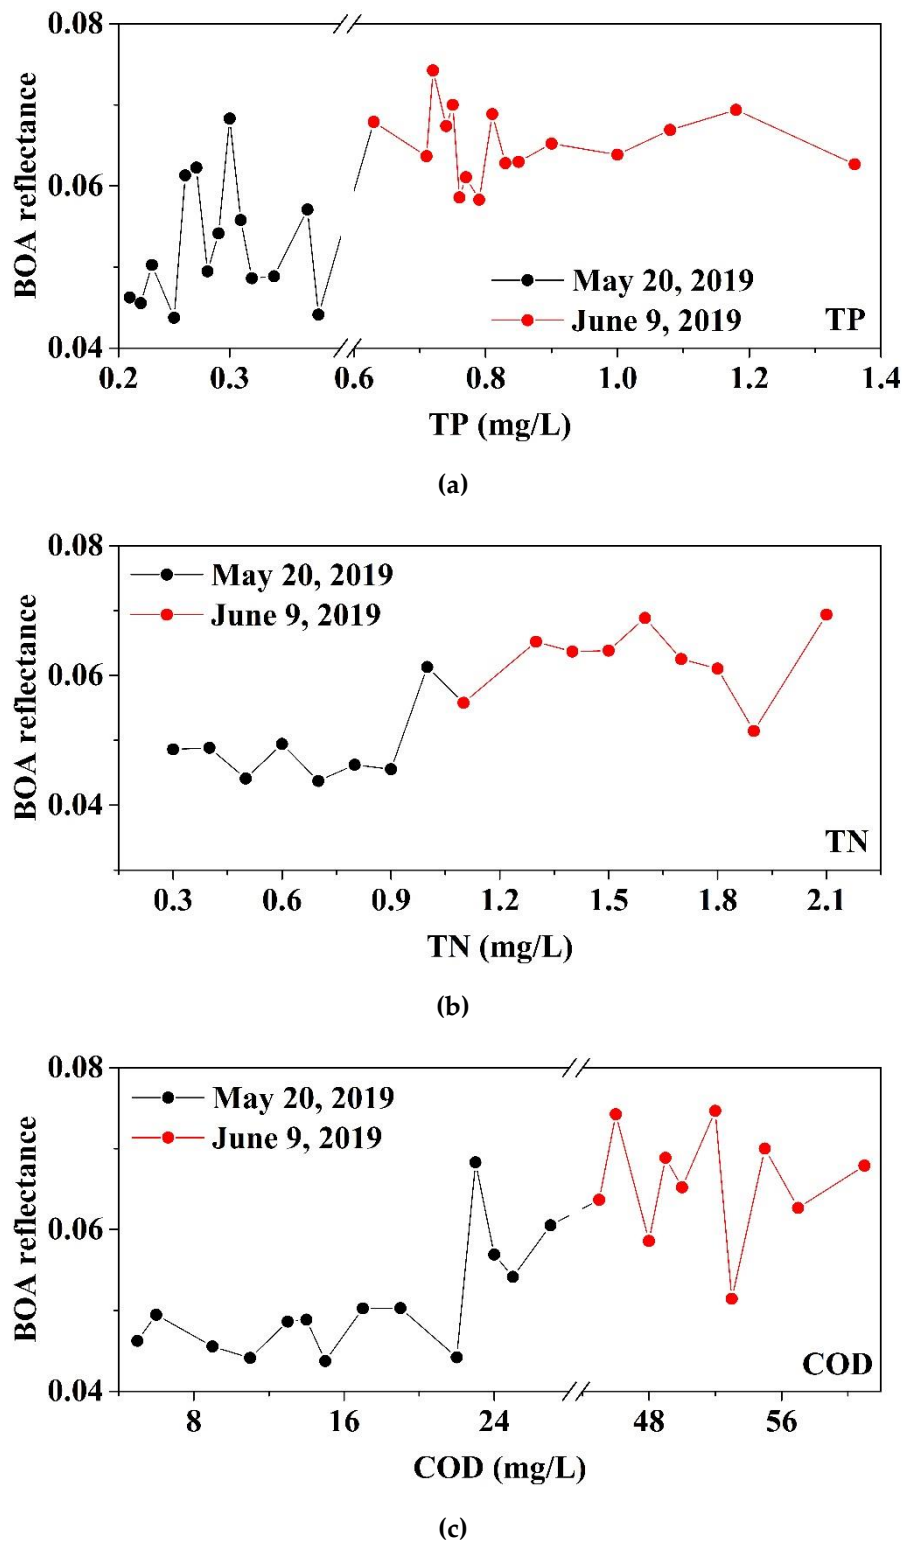 0.08
BOA reflectance
0.06
May 20, 2019
June 9, 2019
TP
0.04
0.2 0.3 0.6 0.8 1.0 1.2 1.4
TP (mg/L)
(a)
0.08
May 20, 2019
June 9, 2019
BOA reflectance
0.06
0.04
TN
0.3 0.6 0.9 1.2 1.5 1.8 2.1
TN (mg/L)
(b)
0.08
May 20, 2019
June 9, 2019
BOA reflectance
0.06
COD
0.04
8 16 24 48 56
COD (mg/L)
(c)